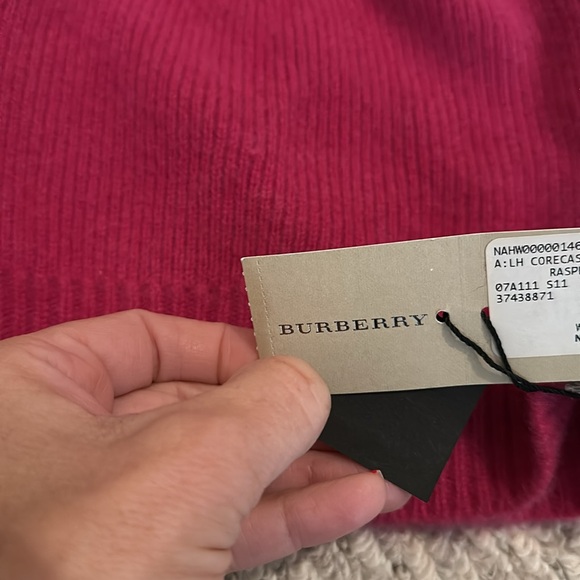 BURBERRY
NAHW00000146
A:LH CORECAS
RASP
07A111 S11
37438871